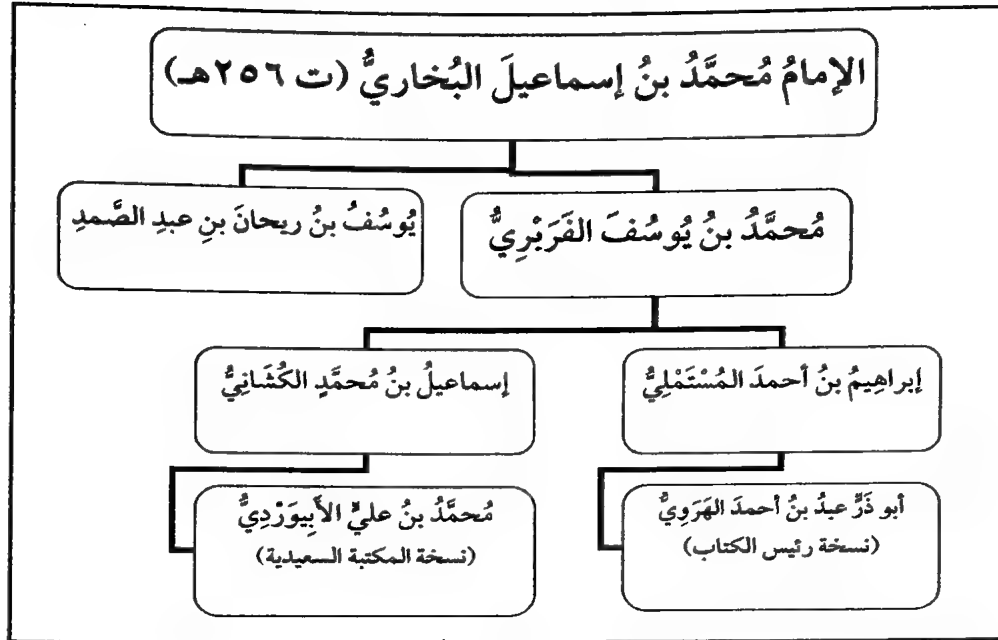 الإمامُ مُحمَّدُ بنُ إسماعيلَ البُخاريُّ (ت ٢٥٦هـ)
مُحمَّدُ بنُ يُوسُفَ الفَرَبْرِيُّ
يُوسُفُ بنُ ريحانَ بنِ عبدِ الصَّمدِ
إبراهِيمُ بنُ أحمدَ المُسْتَمْلِيُّ
إسماعيلُ بنُ مُحمَّدٍ الكُشَانِيُّ
أبو ذَرٍّ عبدُ بنُ أحمدَ الهَرَوِيُّ
(نسخة رئيس الكتاب)
مُحمَّدُ بنُ عليٍّ الأَبِيوَرْدِيُّ
(نسخة المكتبة السعيدية)